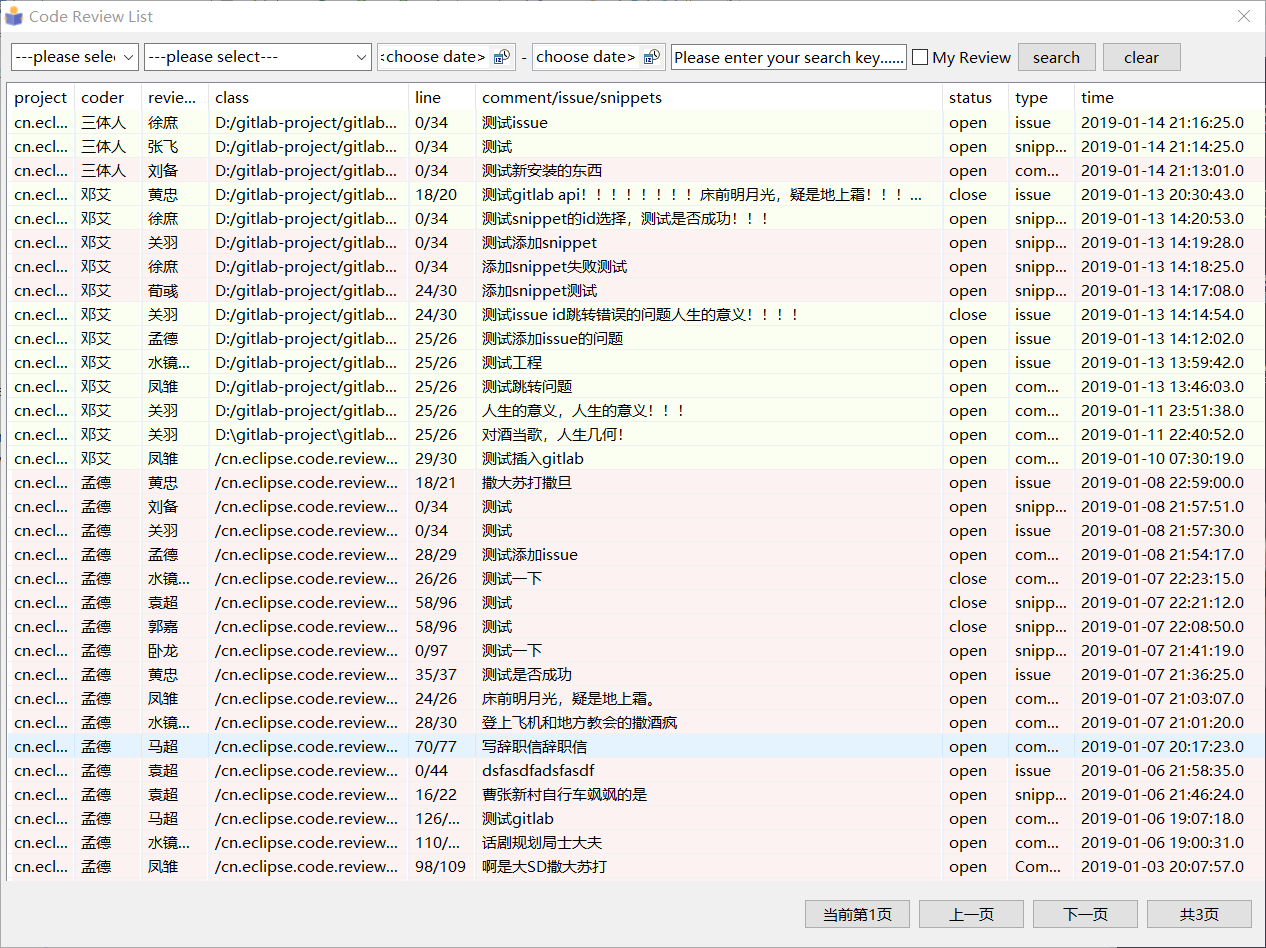 Code Review List
---please sele ---please select--- <choose date> - choose date> Please enter your search key...... My Review search clear
project coder revie... class line comment/issue/snippets status type time
cn.ecl... 三体人 徐庶 D:/gitlab-project/gitlab... 0/34 测试issue open issue 2019-01-14 21:16:25.0
cn.ecl... 三体人 张飞 D:/gitlab-project/gitlab... 0/34 测试 open snipp... 2019-01-14 21:14:25.0
cn.ecl... 三体人 刘备 D:/gitlab-project/gitlab... 0/34 测试新安装的东西 open com... 2019-01-14 21:13:01.0
cn.ecl... 邓艾 黄忠 D:/gitlab-project/gitlab... 18/20 测试gitlab api！！！！！！！！床前明月光，疑是地上霜！！！... close issue 2019-01-13 20:30:43.0
cn.ecl... 邓艾 徐庶 D:/gitlab-project/gitlab... 0/34 测试snippet的id选择，测试是否成功！！！ open snipp... 2019-01-13 14:20:53.0
cn.ecl... 邓艾 关羽 D:/gitlab-project/gitlab... 0/34 测试添加snippet open snipp... 2019-01-13 14:19:28.0
cn.ecl... 邓艾 徐庶 D:/gitlab-project/gitlab... 0/34 添加snippet失败测试 open snipp... 2019-01-13 14:18:25.0
cn.ecl... 邓艾 荀彧 D:/gitlab-project/gitlab... 24/30 添加snippet测试 open snipp... 2019-01-13 14:17:08.0
cn.ecl... 邓艾 关羽 D:/gitlab-project/gitlab... 24/30 测试issue id跳转错误的问题人生的意义！！！！ close issue 2019-01-13 14:14:54.0
cn.ecl... 邓艾 孟德 D:/gitlab-project/gitlab... 25/26 测试添加issue的问题 open issue 2019-01-13 14:12:02.0
cn.ecl... 邓艾 水镜... D:/gitlab-project/gitlab... 25/26 测试工程 open issue 2019-01-13 13:59:42.0
cn.ecl... 邓艾 凤雏 D:/gitlab-project/gitlab... 25/26 测试跳转问题 open com... 2019-01-13 13:46:03.0
cn.ecl... 邓艾 关羽 D:/gitlab-project/gitlab... 25/26 人生的意义，人生的意义！！！ open com... 2019-01-11 23:51:38.0
cn.ecl... 邓艾 关羽 D:\gitlab-project\gitlab... 25/26 对酒当歌，人生几何！ open com... 2019-01-11 22:40:52.0
cn.ecl... 邓艾 凤雏 /cn.eclipse.code.review... 29/30 测试插入gitlab open com... 2019-01-10 07:30:19.0
cn.ecl... 孟德 黄忠 /cn.eclipse.code.review... 18/21 撒大苏打撒旦 open issue 2019-01-08 22:59:00.0
cn.ecl... 孟德 刘备 /cn.eclipse.code.review... 0/34 测试 open snipp... 2019-01-08 21:57:51.0
cn.ecl... 孟德 关羽 /cn.eclipse.code.review... 0/34 测试 open issue 2019-01-08 21:57:30.0
cn.ecl... 孟德 孟德 /cn.eclipse.code.review... 28/29 测试添加issue open com... 2019-01-08 21:54:17.0
cn.ecl... 孟德 水镜... /cn.eclipse.code.review... 26/26 测试一下 close com... 2019-01-07 22:23:15.0
cn.ecl... 孟德 袁超 /cn.eclipse.code.review... 58/96 测试 close snipp... 2019-01-07 22:21:12.0
cn.ecl... 孟德 郭嘉 /cn.eclipse.code.review... 58/96 测试 close snipp... 2019-01-07 22:08:50.0
cn.ecl... 孟德 卧龙 /cn.eclipse.code.review... 0/97 测试一下 open snipp... 2019-01-07 21:41:19.0
cn.ecl... 孟德 黄忠 /cn.eclipse.code.review... 35/37 测试是否成功 open issue 2019-01-07 21:36:25.0
cn.ecl... 孟德 凤雏 /cn.eclipse.code.review... 24/26 床前明月光，疑是地上霜。 open com... 2019-01-07 21:03:07.0
cn.ecl... 孟德 水镜... /cn.eclipse.code.review... 28/30 登上飞机和地方教会的撒酒疯 open com... 2019-01-07 21:01:20.0
cn.ecl... 孟德 马超 /cn.eclipse.code.review... 70/77 写辞职信辞职信 open com... 2019-01-07 20:17:23.0
cn.ecl... 孟德 袁超 /cn.eclipse.code.review... 0/44 dsfasdfadsfasdf open issue 2019-01-06 21:58:35.0
cn.ecl... 孟德 袁超 /cn.eclipse.code.review... 16/22 曹张新村自行车飒飒的是 open snipp... 2019-01-06 21:46:24.0
cn.ecl... 孟德 马超 /cn.eclipse.code.review... 126/... 测试gitlab open com... 2019-01-06 19:07:18.0
cn.ecl... 孟德 水镜... /cn.eclipse.code.review... 110/... 话剧规划局士大夫 open com... 2019-01-06 19:00:31.0
cn.ecl... 孟德 凤雏 /cn.eclipse.code.review... 98/109 啊是大SD撒大苏打 open Com... 2019-01-03 20:07:57.0
当前第1页 上一页 下一页 共3页